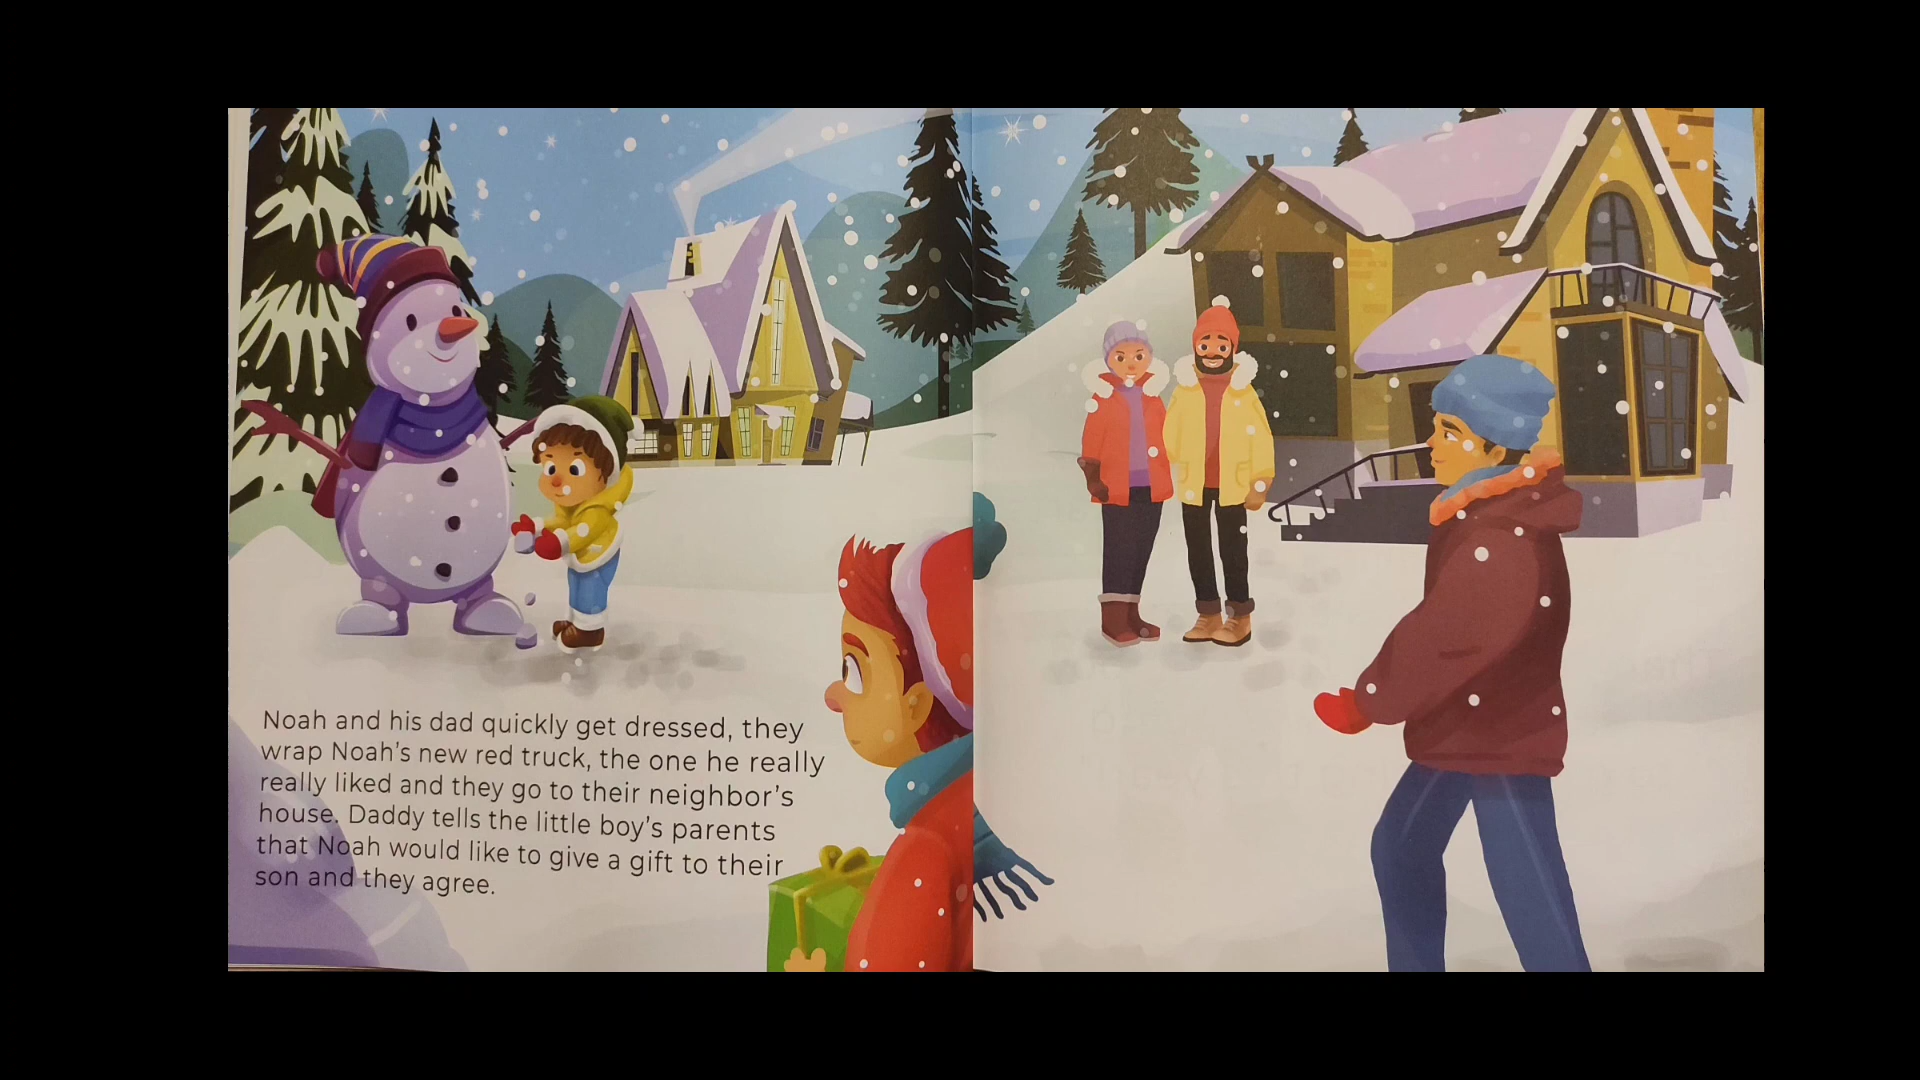 Noah and his dad quickly get dressed, they
wrap Noah's new red truck, the one he really
really liked and they go to their neighbor's
house. Daddy tells the little boy's parents
that Noah would like to give a gift to their
son and they agree.